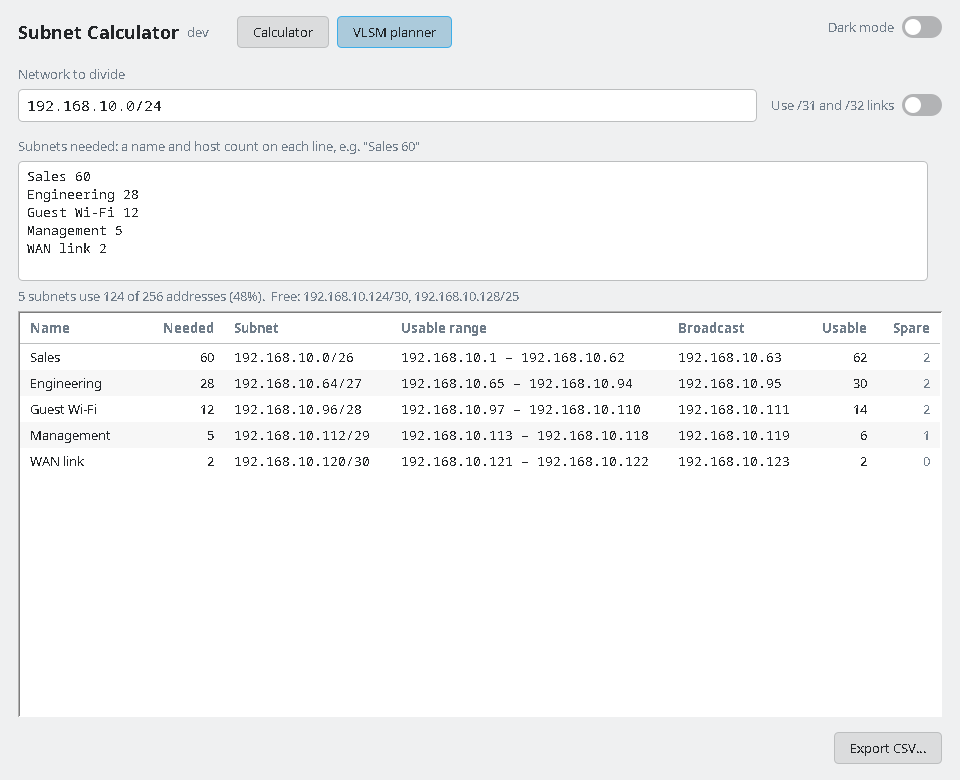 Subnet Calculator dev Calculator VLSM planner Dark mode
Network to divide
192.168.10.0/24 Use /31 and /32 links
Subnets needed: a name and host count on each line, e.g. "Sales 60"
Sales 60
Engineering 28
Guest Wi-Fi 12
Management 5
WAN link 2
5 subnets use 124 of 256 addresses (48%). Free: 192.168.10.124/30, 192.168.10.128/25
Name Needed Subnet Usable range Broadcast Usable Spare
Sales 60 192.168.10.0/26 192.168.10.1 – 192.168.10.62 192.168.10.63 62 2
Engineering 28 192.168.10.64/27 192.168.10.65 – 192.168.10.94 192.168.10.95 30 2
Guest Wi-Fi 12 192.168.10.96/28 192.168.10.97 – 192.168.10.110 192.168.10.111 14 2
Management 5 192.168.10.112/29 192.168.10.113 – 192.168.10.118 192.168.10.119 6 1
WAN link 2 192.168.10.120/30 192.168.10.121 – 192.168.10.122 192.168.10.123 2 0
Export CSV...